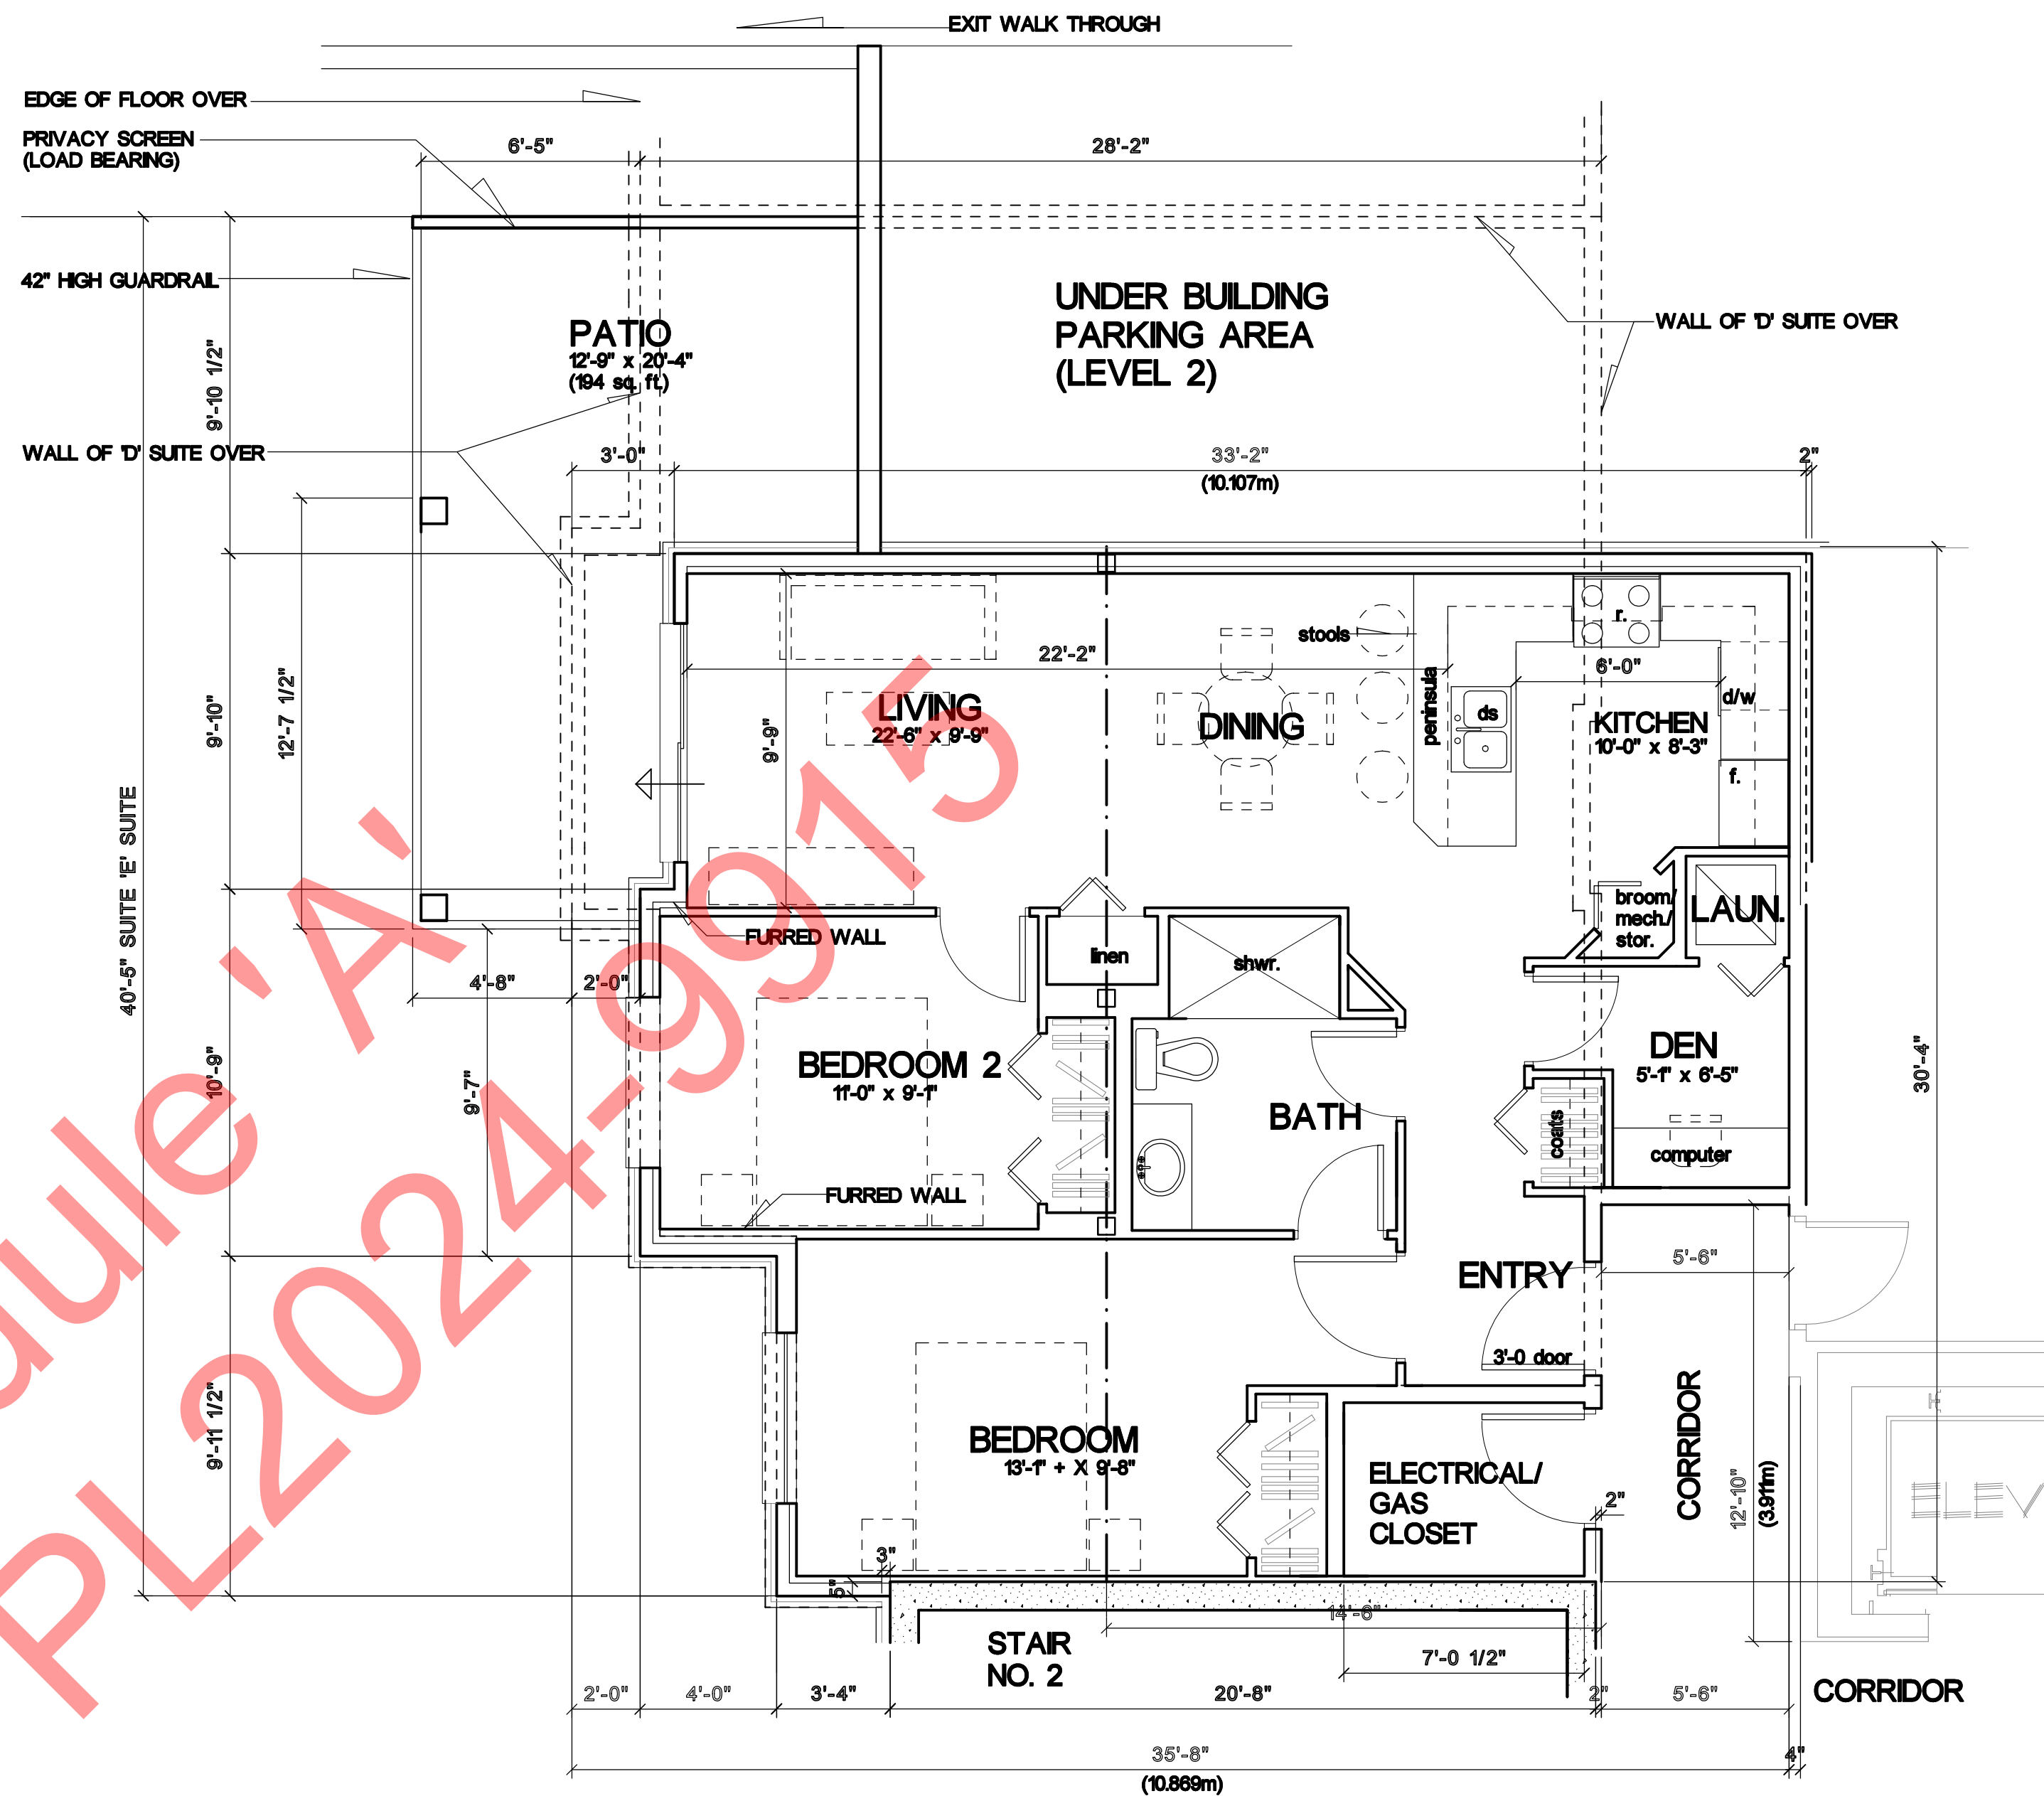 EXIT WALK THROUGH
EDGE OF FLOOR OVER
PRIVACY SCREEN
(LOAD BEARING)
6'-5"
28'-2"
42" HIGH GUARDRAIL
PATIO
12'-9" x 20'-4"
(194 sq. ft.)
UNDER BUILDING
PARKING AREA
(LEVEL 2)
WALL OF 'D' SUITE OVER
9'-10 1/2"
WALL OF 'D' SUITE OVER
3'-0"
33'-2"
(10.107m)
2"
stools
r.
22'-2"
6'-0"
12'-7 1/2"
9'-10"
LIVING
22'-6" x 9'-9"
9'-9"
DINING
peninsula
ds
KITCHEN
10'-0" x 8'-3"
d/w
f.
40'-5" SUITE 'E' SUITE
broom/
mech./
stor.
LAUN.
FURRED WALL
linen
shwr.
4'-8"
2'-0"
10'-9"
9'-7"
BEDROOM 2
11'-0" x 9'-1"
DEN
5'-1" x 6'-5"
30'-4"
BATH
coats
computer
FURRED WALL
ENTRY
5'-6"
3'-0 door
9'-11 1/2"
BEDROOM
13'-1" + X 9'-8"
ELECTRICAL/
GAS
CLOSET
2"
CORRIDOR
12'-10"
(3.911m)
ELEV
3"
5"
14'-6"
STAIR
NO. 2
7'-0 1/2"
2'-0"
4'-0"
3'-4"
20'-8"
2"
5'-6"
CORRIDOR
35'-8"
(10.869m)
4"
dule 'A'
PL2024-9915